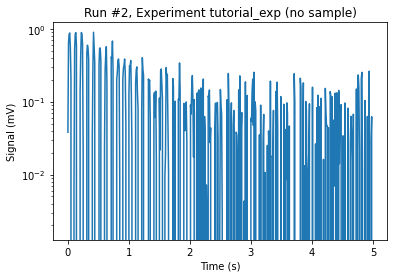 Run #2, Experiment tutorial_exp (no sample)
Signal (mV)
10⁰
10⁻¹
10⁻²
0 1 2 3 4 5
Time (s)